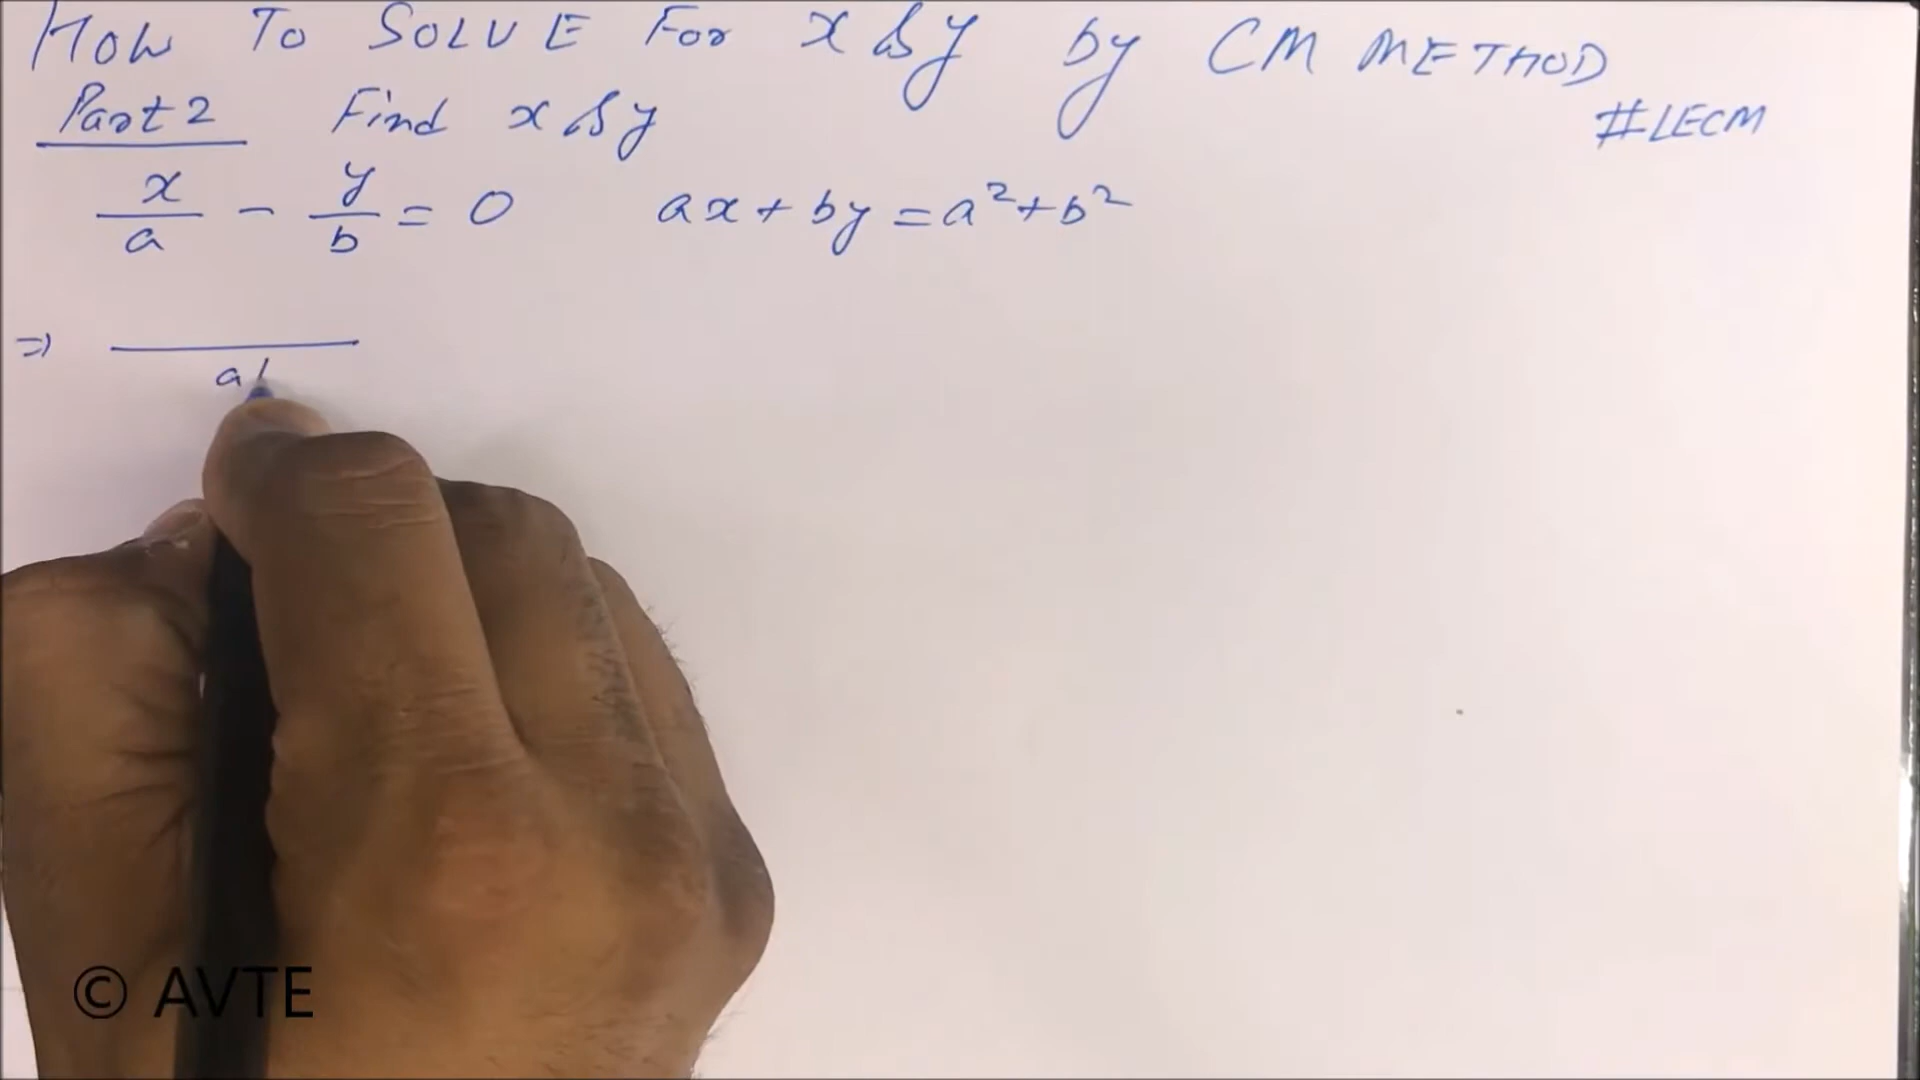 HOW TO SOLVE FOR x & y by CM METHOD
#LECM
Part 2 Find x & y
x/a - y/b = 0 ax + by = a² + b²
⇒ a
© AVTE